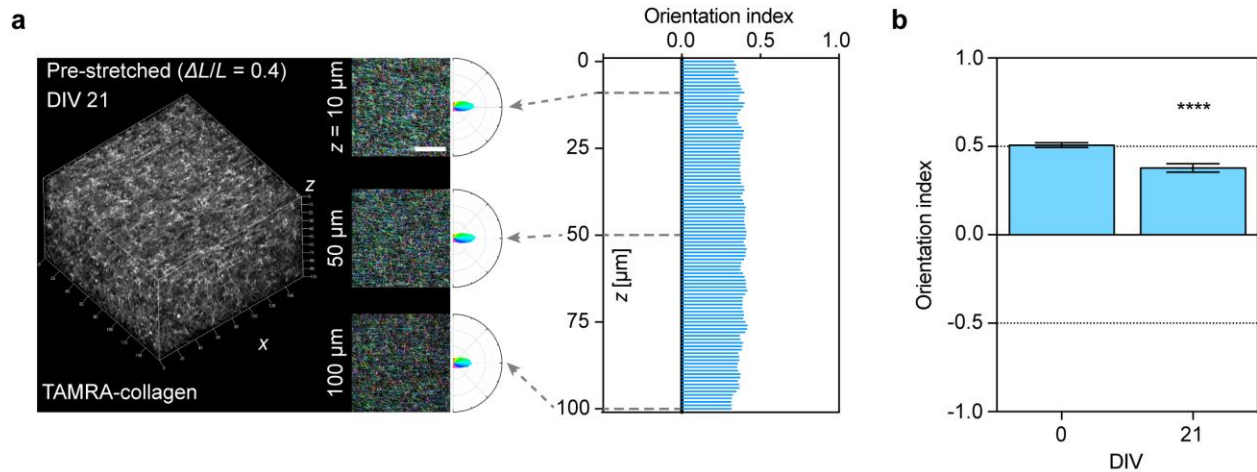 a
Pre-stretched (ΔL/L = 0.4)
DIV 21
TAMRA-collagen
z
x
z = 10 µm
50 µm
100 µm
Orientation index
0.0
0.5
1.0
0
25
50
75
100
z [µm]
b
1.0
0.5
0.0
-0.5
-1.0
Orientation index
****
0
21
DIV